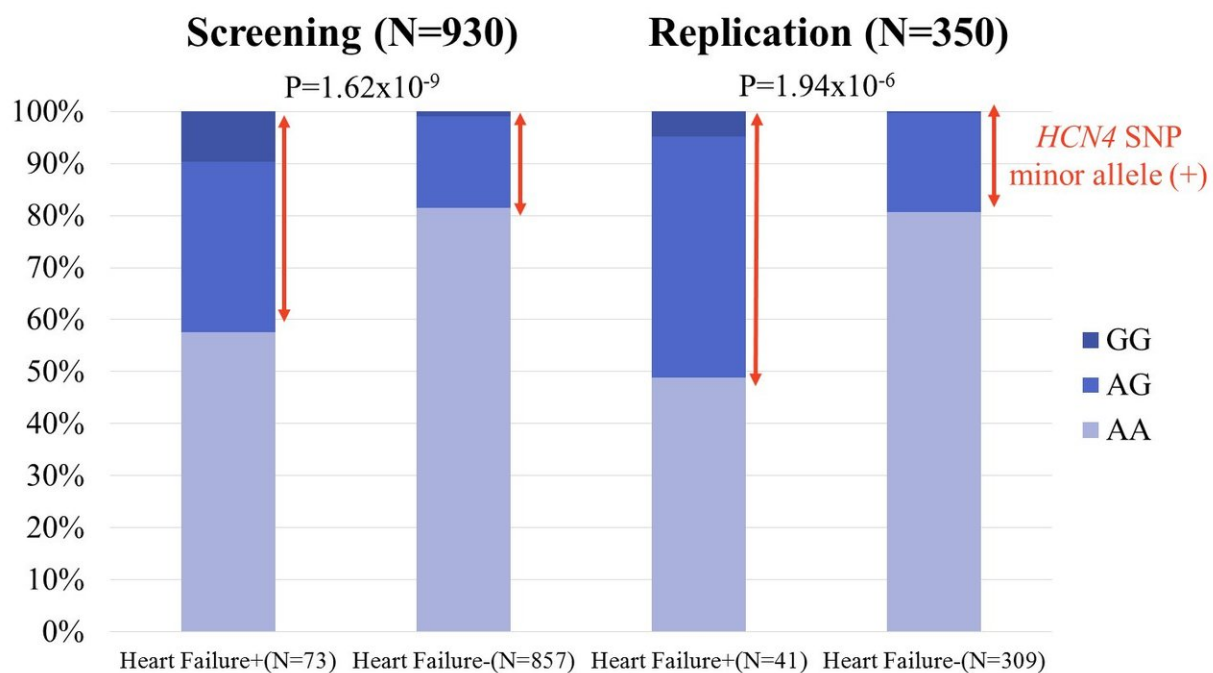 Screening (N=930)
Replication (N=350)
P=1.62x10⁻⁹
P=1.94x10⁻⁶
100%
90%
80%
70%
60%
50%
40%
30%
20%
10%
0%
HCN4 SNP
minor allele (+)
GG
AG
AA
Heart Failure+(N=73)
Heart Failure-(N=857)
Heart Failure+(N=41)
Heart Failure-(N=309)